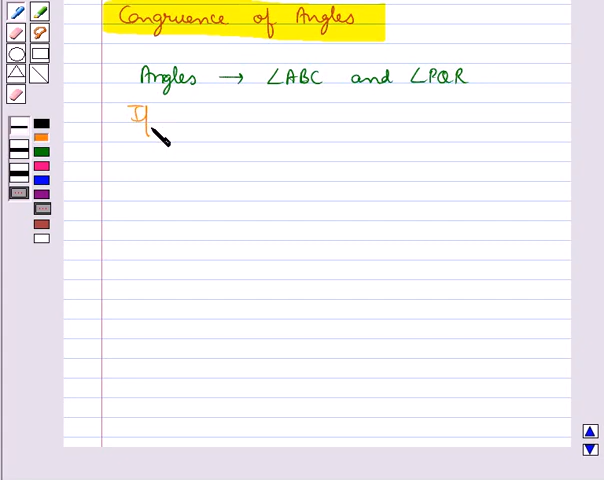 Congruence of Angles
Angles → ∠ABC and ∠PQR
If